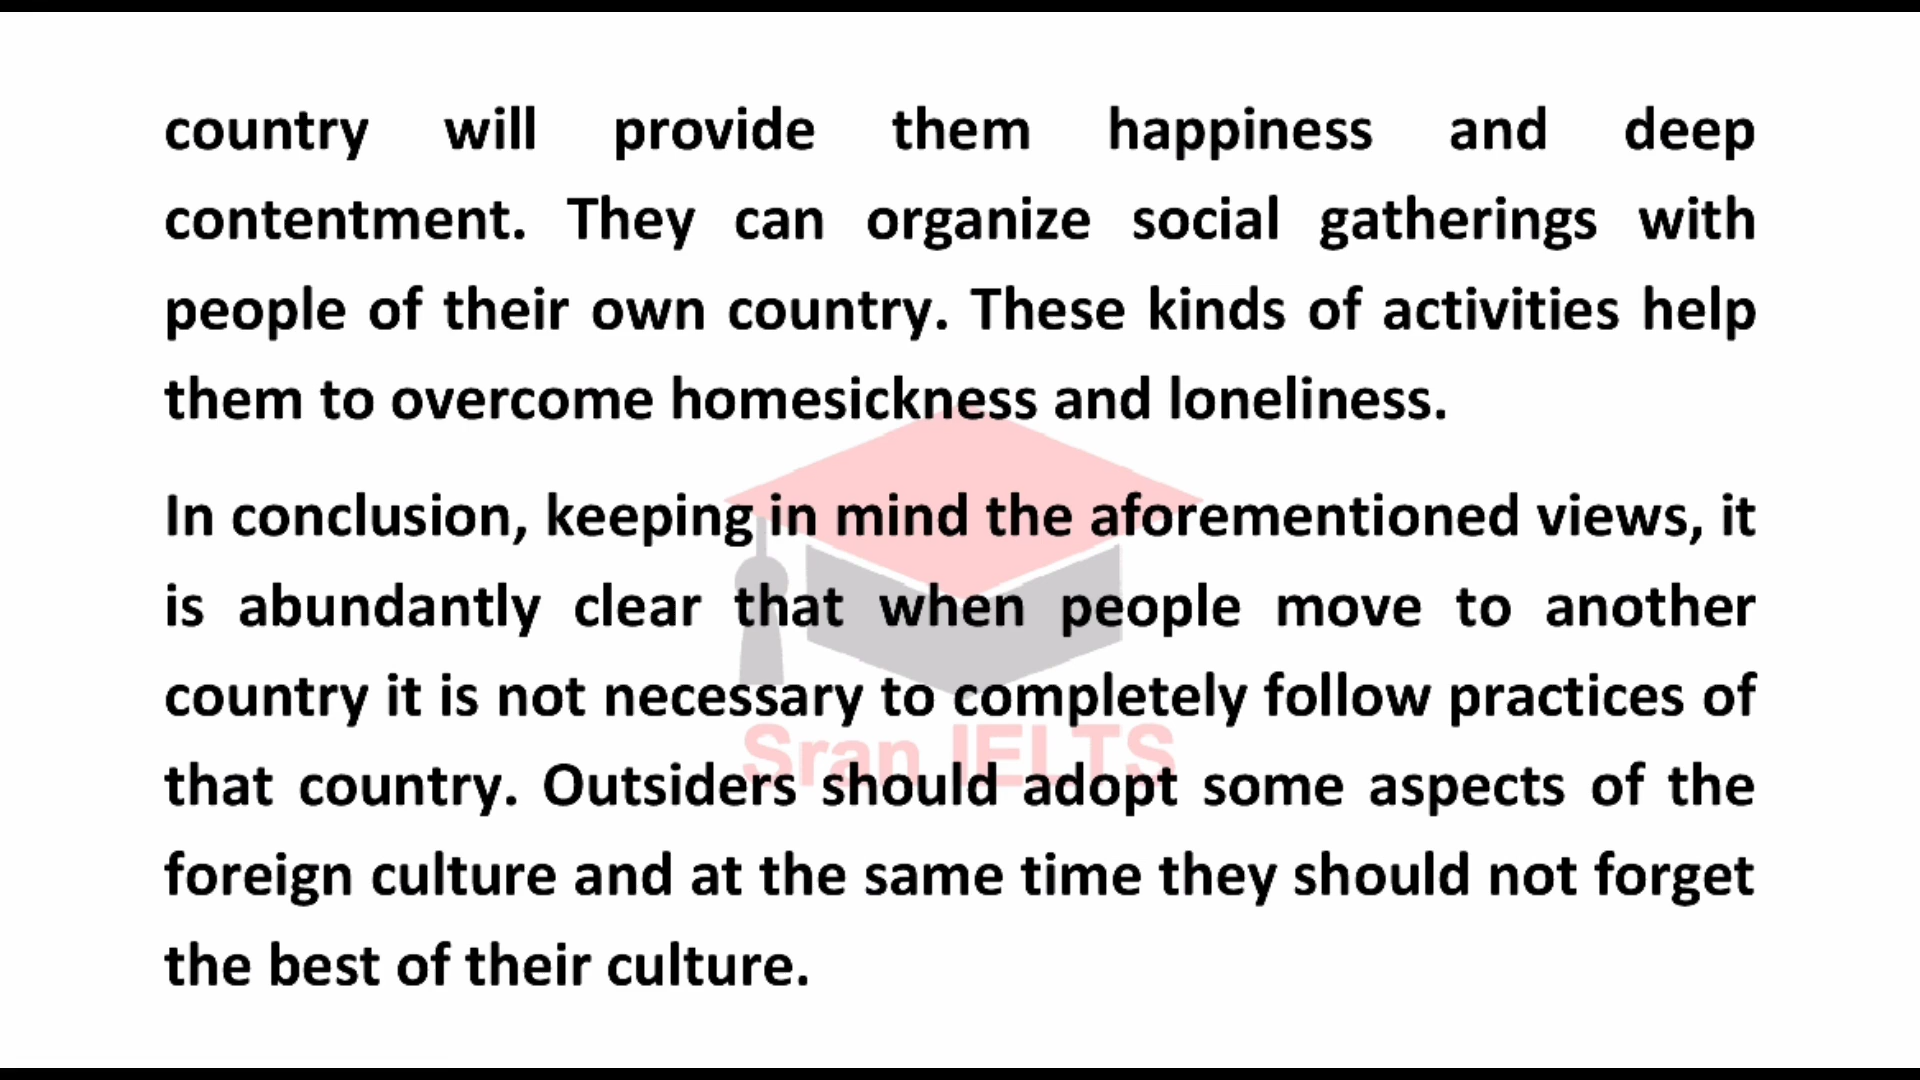 country will provide them happiness and deep
contentment. They can organize social gatherings with
people of their own country. These kinds of activities help
them to overcome homesickness and loneliness.
In conclusion, keeping in mind the aforementioned views, it
is abundantly clear that when people move to another
country it is not necessary to completely follow practices of
Sran IELTS
that country. Outsiders should adopt some aspects of the
foreign culture and at the same time they should not forget
the best of their culture.